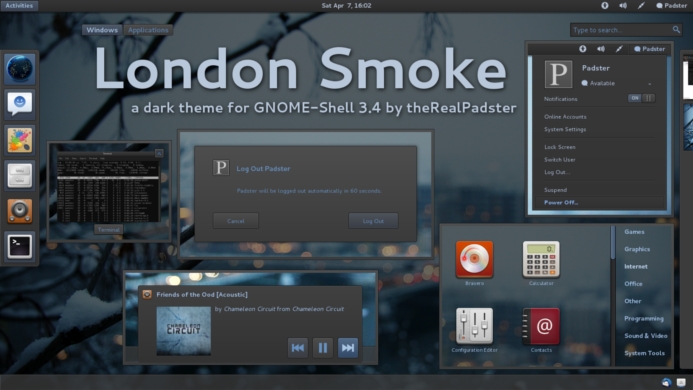 Activities
Sat Apr 7, 16:02
Padster
Windows
Applications
Type to search...
London Smoke
a dark theme for GNOME-Shell 3.4 by theRealPadster
Padster
P
Padster
Available
Notifications
ON
Online Accounts
System Settings
Lock Screen
Switch User
Log Out...
Suspend
Power Off...
Terminal
P
Log Out Padster
Padster will be logged out automatically in 60 seconds.
Cancel
Log Out
Friends of the Ood [Acoustic]
by Chameleon Circuit from Chameleon Circuit
CHAMELEON
CIRCUIT
Brasero
Calculator
Configuration Editor
Contacts
Games
Graphics
Internet
Office
Other
Programming
Sound & Video
System Tools